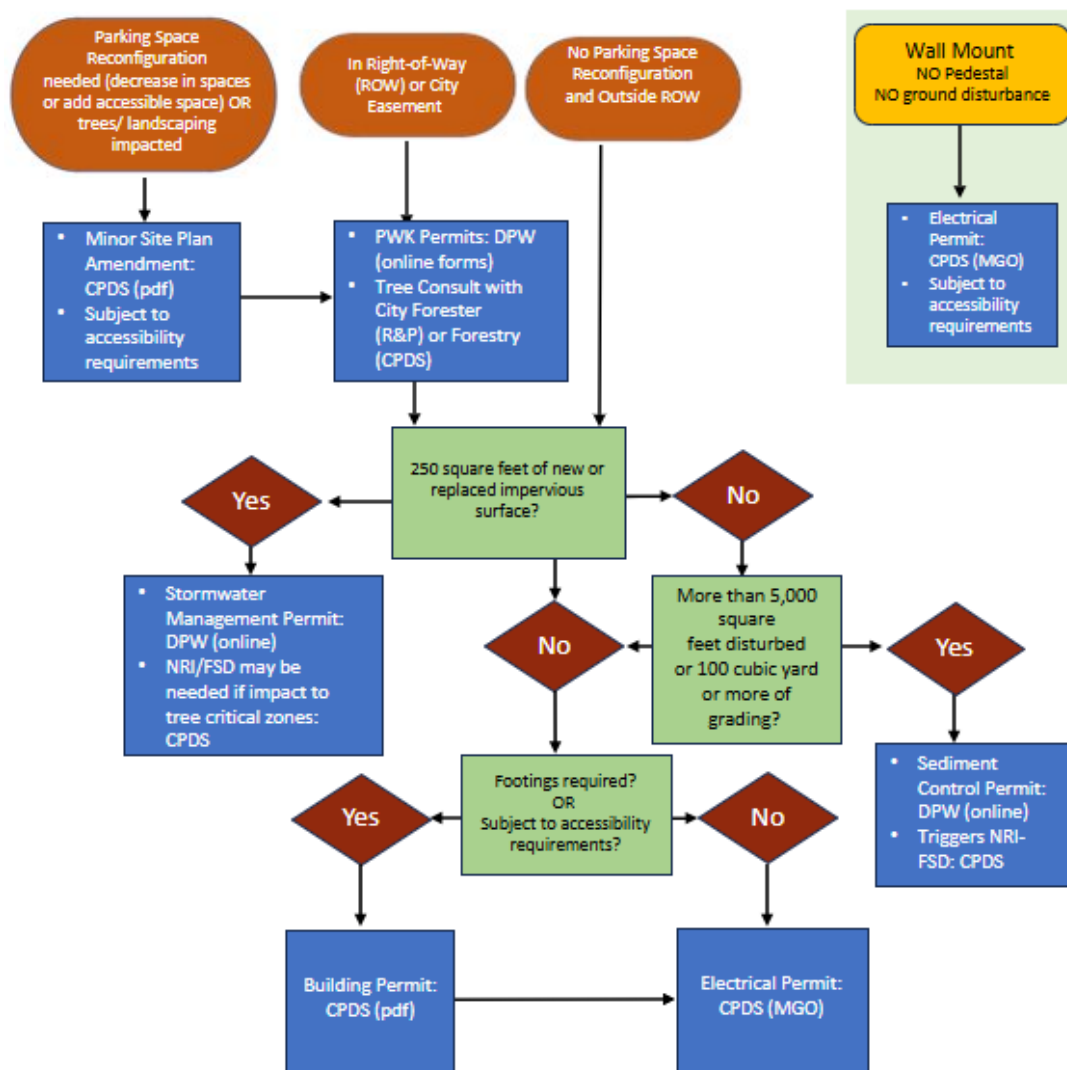 Parking Space
Reconfiguration
needed (decrease in spaces
or add accessible space) OR
trees/ landscaping
impacted
In Right-of-Way
(ROW) or City
Easement
No Parking Space
Reconfiguration
and Outside ROW
Wall Mount
NO Pedestal
NO ground disturbance
• Minor Site Plan
Amendment:
CPDS (pdf)
• Subject to
accessibility
requirements
• PWK Permits: DPW
(online forms)
• Tree Consult with
City Forester
(R&P) or Forestry
(CPDS)
• Electrical
Permit:
CPDS (MGO)
• Subject to
accessibility
requirements
250 square feet of new or
replaced impervious
surface?
Yes
No
• Stormwater
Management Permit:
DPW (online)
• NRI/FSD may be
needed if impact to
tree critical zones:
CPDS
No
More than 5,000
square
feet disturbed
or 100 cubic yard
or more of
grading?
Yes
• Sediment
Control Permit:
DPW (online)
• Triggers NRI-
FSD: CPDS
Yes
Footings required?
OR
Subject to accessibility
requirements?
No
Building Permit:
CPDS (pdf)
Electrical Permit:
CPDS (MGO)